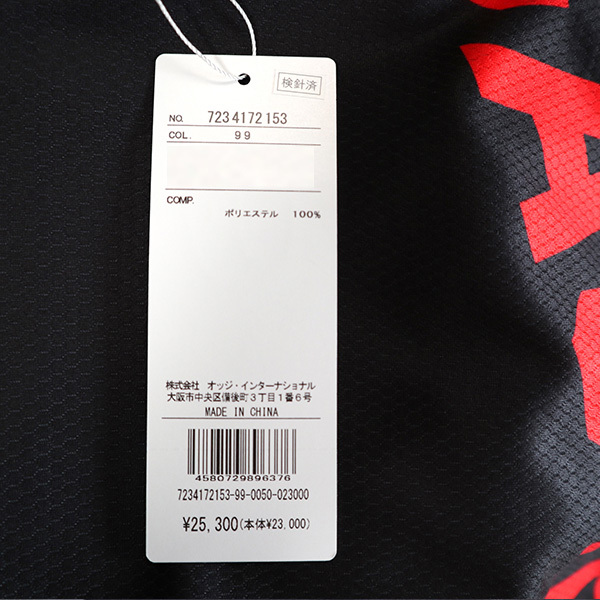 検針済
NO. 7234172153
COL. 99
COMP.
ポリエステル 100%
株式会社 オッジ・インターナショナル
大阪市中央区備後町3丁目1番6号
MADE IN CHINA
4580729896376
7234172153-99-0050-023000
¥25,300(本体¥23,000)